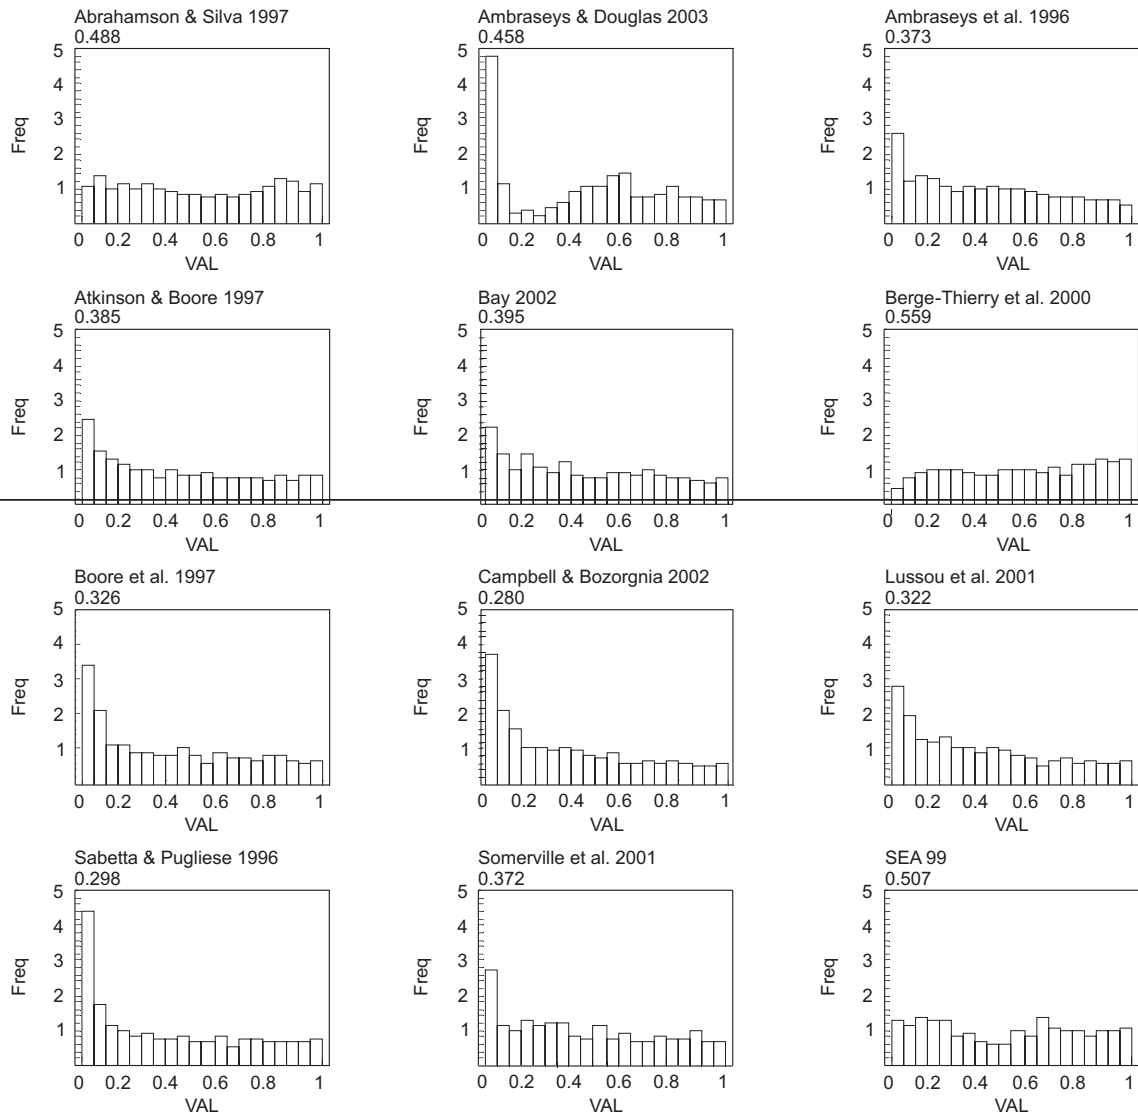 Abrahamson & Silva 1997
0.488
5
4
3
2
1
Freq
0 0.2 0.4 0.6 0.8 1
VAL
Ambraseys & Douglas 2003
0.458
5
4
3
2
1
Freq
0 0.2 0.4 0.6 0.8 1
VAL
Ambraseys et al. 1996
0.373
5
4
3
2
1
Freq
0 0.2 0.4 0.6 0.8 1
VAL
Atkinson & Boore 1997
0.385
5
4
3
2
1
Freq
0 0.2 0.4 0.6 0.8 1
VAL
Bay 2002
0.395
5
4
3
2
1
Freq
0 0.2 0.4 0.6 0.8 1
VAL
Berge-Thierry et al. 2000
0.559
5
4
3
2
1
Freq
0 0.2 0.4 0.6 0.8 1
VAL
Boore et al. 1997
0.326
5
4
3
2
1
Freq
0 0.2 0.4 0.6 0.8 1
VAL
Campbell & Bozorgnia 2002
0.280
5
4
3
2
1
Freq
0 0.2 0.4 0.6 0.8 1
VAL
Lussou et al. 2001
0.322
5
4
3
2
1
Freq
0 0.2 0.4 0.6 0.8 1
VAL
Sabetta & Pugliese 1996
0.298
5
4
3
2
1
Freq
0 0.2 0.4 0.6 0.8 1
VAL
Somerville et al. 2001
0.372
5
4
3
2
1
Freq
0 0.2 0.4 0.6 0.8 1
VAL
SEA 99
0.507
5
4
3
2
1
Freq
0 0.2 0.4 0.6 0.8 1
VAL